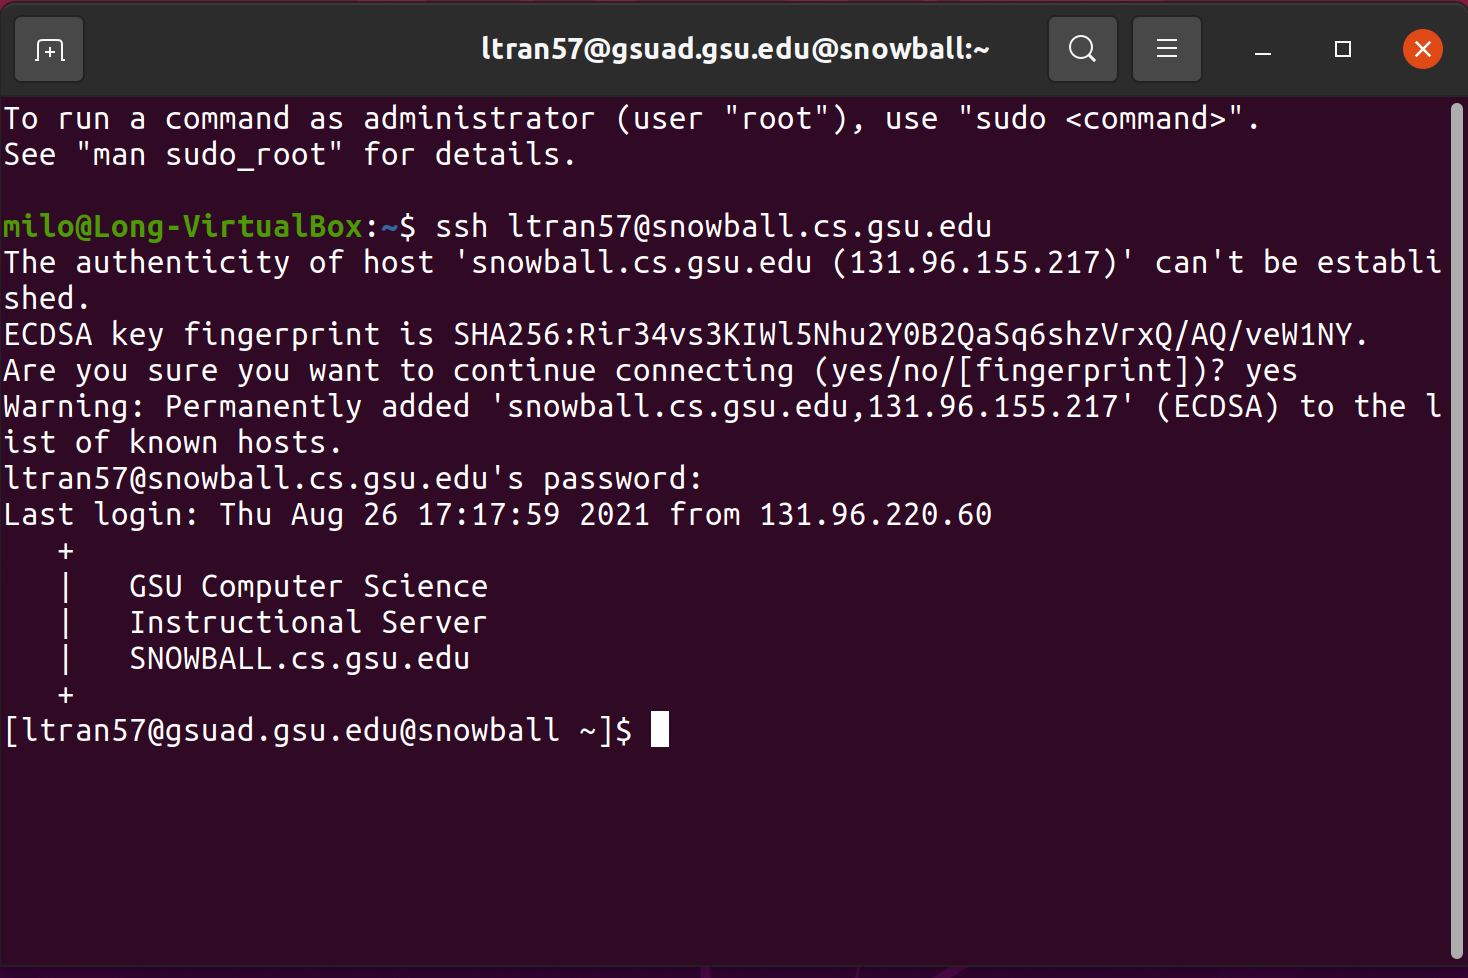 ltran57@gsuad.gsu.edu@snowball:~
To run a command as administrator (user "root"), use "sudo <command>".
See "man sudo_root" for details.
milo@Long-VirtualBox:~$ ssh ltran57@snowball.cs.gsu.edu
The authenticity of host 'snowball.cs.gsu.edu (131.96.155.217)' can't be establi
shed.
ECDSA key fingerprint is SHA256:Rir34vs3KIWl5Nhu2Y0B2QaSq6shzVrxQ/AQ/veW1NY.
Are you sure you want to continue connecting (yes/no/[fingerprint])? yes
Warning: Permanently added 'snowball.cs.gsu.edu,131.96.155.217' (ECDSA) to the l
ist of known hosts.
ltran57@snowball.cs.gsu.edu's password:
Last login: Thu Aug 26 17:17:59 2021 from 131.96.220.60
+
|   GSU Computer Science
|   Instructional Server
|   SNOWBALL.cs.gsu.edu
+
[ltran57@gsuad.gsu.edu@snowball ~]$